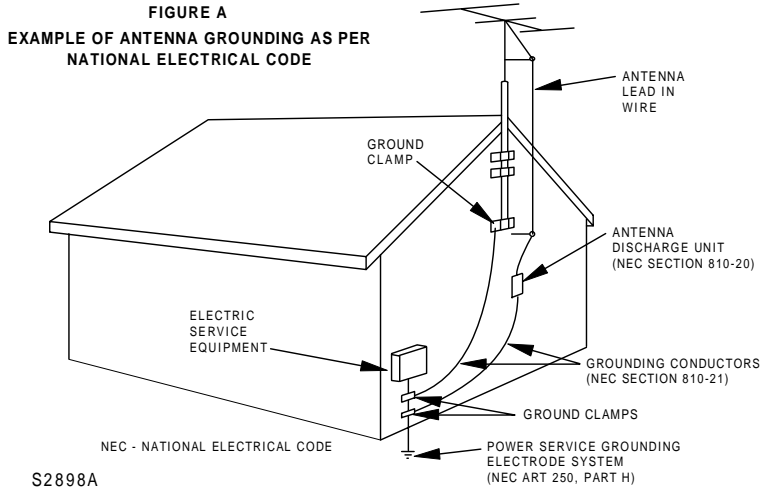 FIGURE A
EXAMPLE OF ANTENNA GROUNDING AS PER
NATIONAL ELECTRICAL CODE
ANTENNA
LEAD IN
WIRE
GROUND
CLAMP
ANTENNA
DISCHARGE UNIT
(NEC SECTION 810-20)
ELECTRIC
SERVICE
EQUIPMENT
GROUNDING CONDUCTORS
(NEC SECTION 810-21)
GROUND CLAMPS
NEC - NATIONAL ELECTRICAL CODE
POWER SERVICE GROUNDING
ELECTRODE SYSTEM
(NEC ART 250, PART H)
S2898A